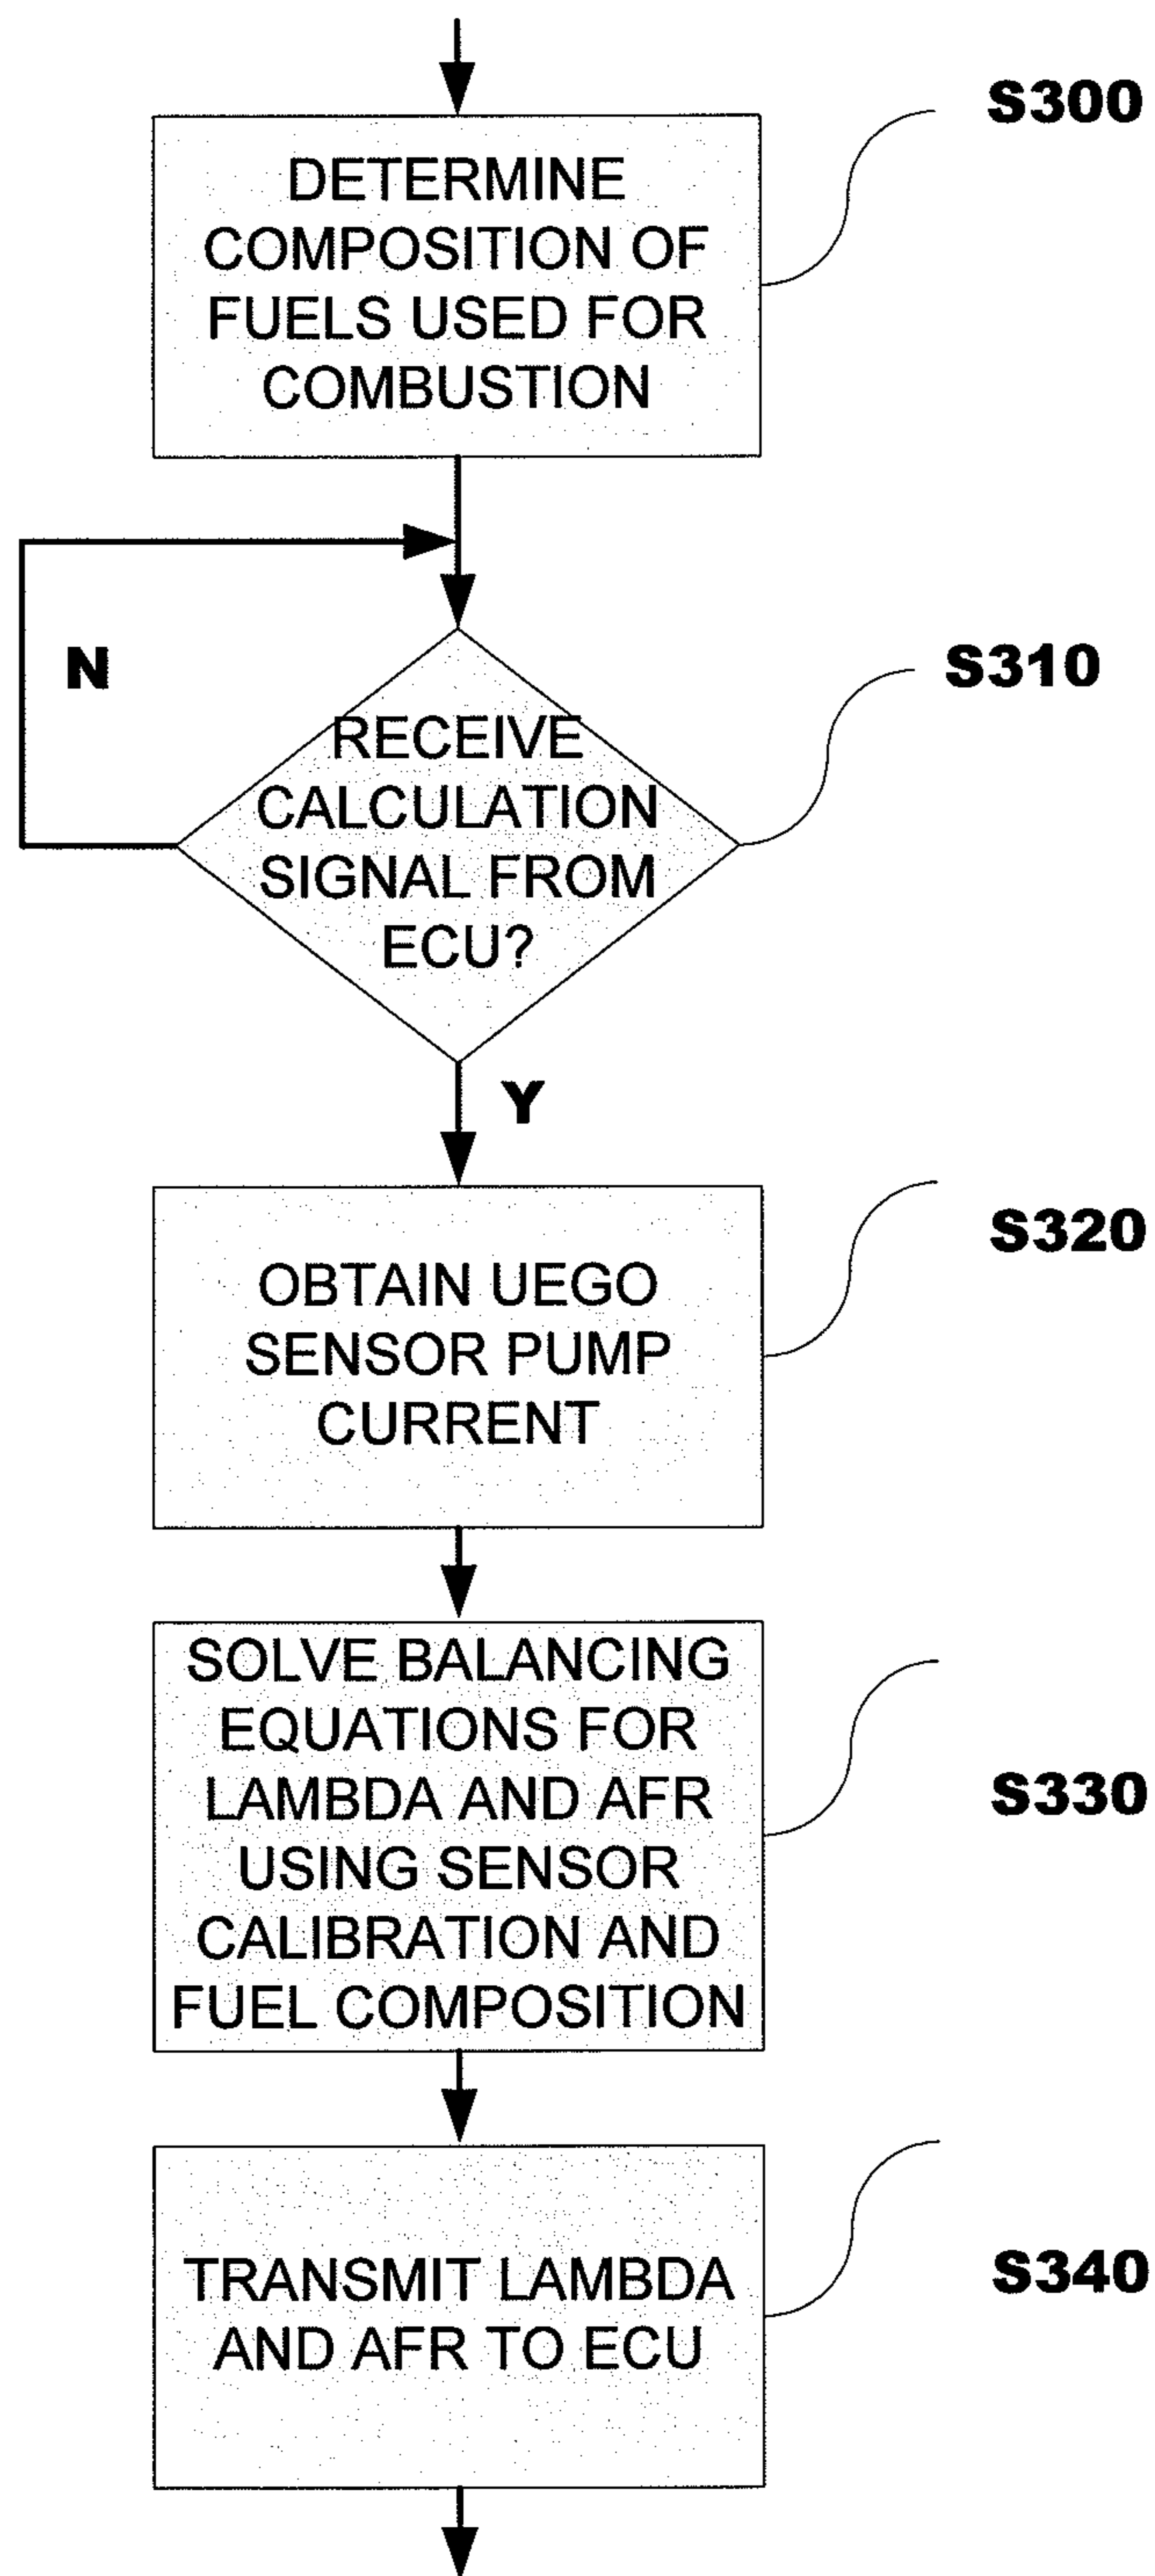 S300
DETERMINE
COMPOSITION OF
FUELS USED FOR
COMBUSTION
N
S310
RECEIVE
CALCULATION
SIGNAL FROM
ECU?
Y
S320
OBTAIN UEGO
SENSOR PUMP
CURRENT
SOLVE BALANCING
EQUATIONS FOR
LAMBDA AND AFR
USING SENSOR
CALIBRATION AND
FUEL COMPOSITION
S330
TRANSMIT LAMBDA
AND AFR TO ECU
S340